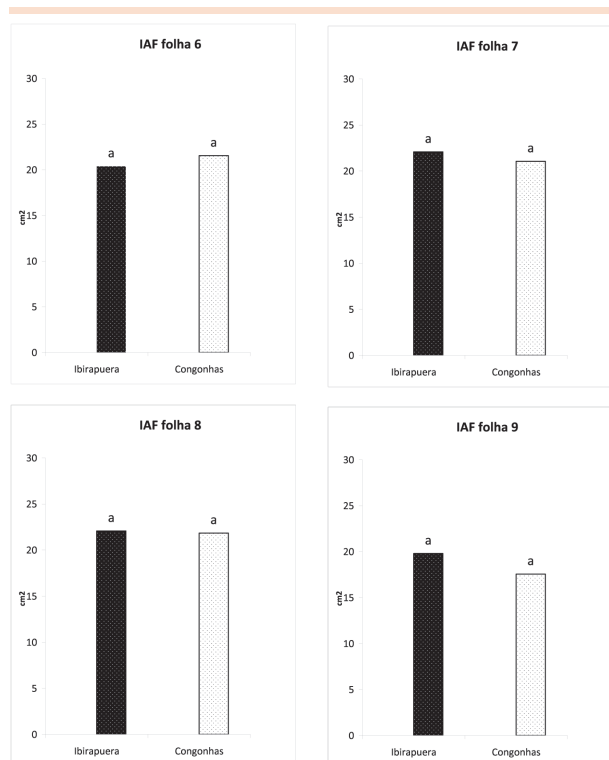 IAF folha 6
30
25
a
a
20
cm2
15
10
5
0
Ibirapuera Congonhas
IAF folha 7
30
25
a
a
20
cm2
15
10
5
0
Ibirapuera Congonhas
IAF folha 8
30
25
a
a
20
cm2
15
10
5
0
Ibirapuera Congonhas
IAF folha 9
30
25
a
20
a
cm2
15
10
5
0
Ibirapuera Congonhas